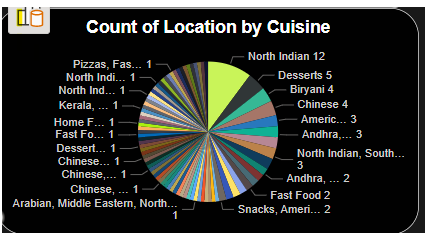 Count of Location by Cuisine
North Indian 12
Desserts 5
Biryani 4
Chinese 4
Americ... 3
Andhra,... 3
North Indian, South...
3
Andhra, ... 2
Fast Food 2
Snacks, Ameri... 2
Arabian, Middle Eastern, North...
1
Chinese, ... 1
Chinese,... 1
Chinese... 1
Dessert... 1
Fast Fo... 1
Home F... 1
Kerala, ... 1
North Ind... 1
North Indi... 1
Pizzas, Fas... 1